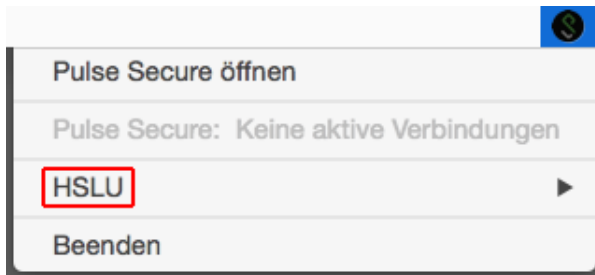 Pulse Secure öffnen
Pulse Secure: Keine aktive Verbindungen
HSLU
Beenden